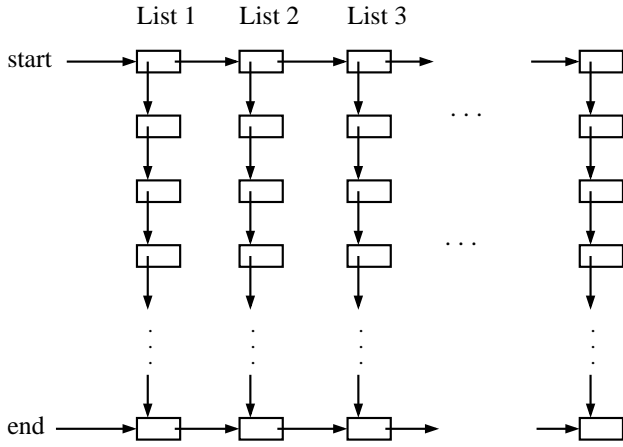 List 1 List 2 List 3
start
. . .
. . .
end